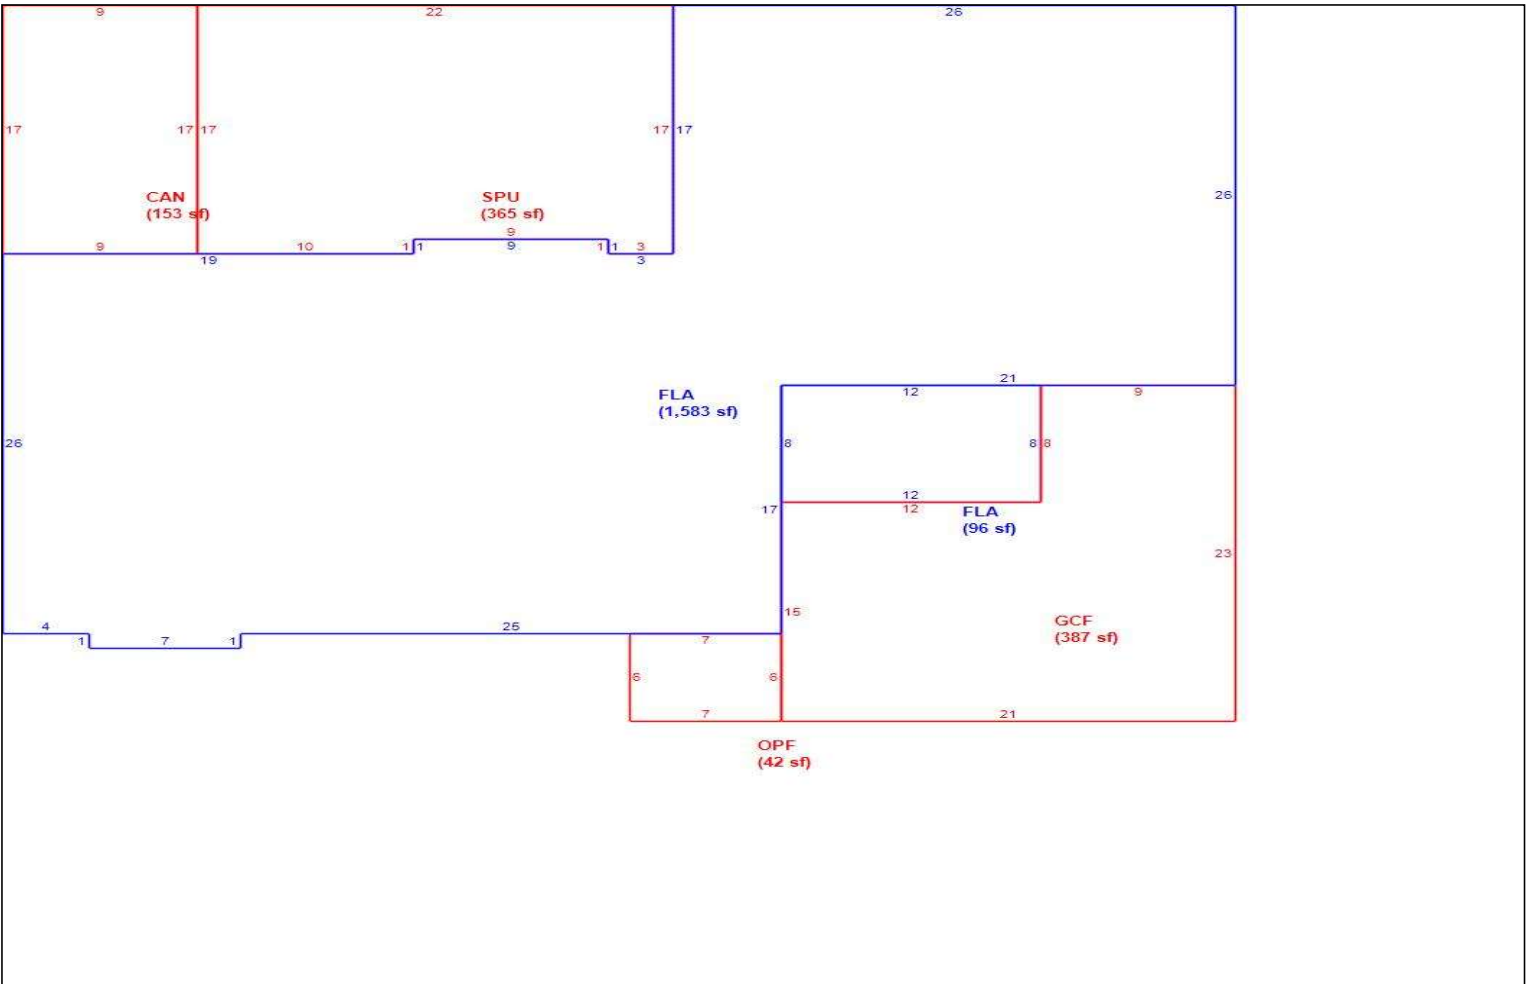 9 22 26
17 17 17 17 17
CAN
(153 sf)
SPU
(365 sf)
26
9
9 10 1 1 9 1 1 3
19 3
21
12 9
FLA
(1,583 sf)
26 8 8 8
12
12
17
FLA
(96 sf)
23
15
GCF
(387 sf)
4 25
1 7 1 7
6 6
7 21
OPF
(42 sf)